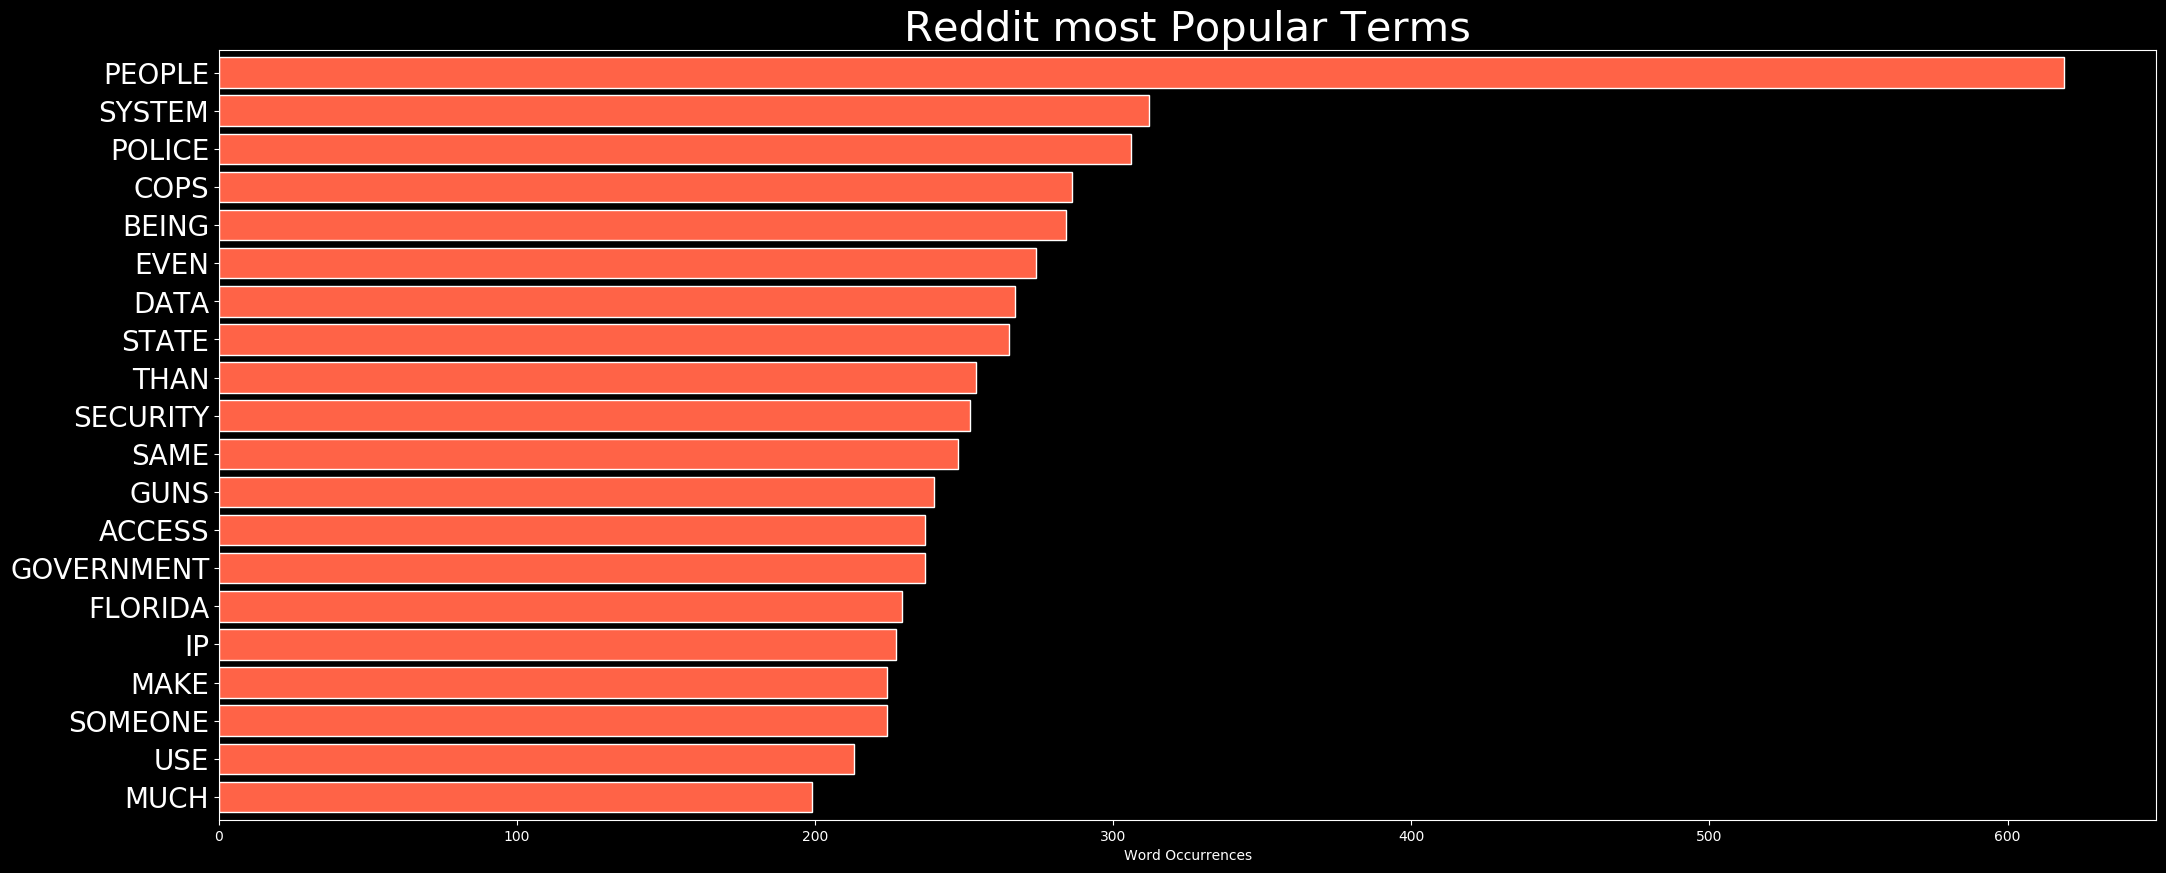 Reddit most Popular Terms
PEOPLE
SYSTEM
POLICE
COPS
BEING
EVEN
DATA
STATE
THAN
SECURITY
SAME
GUNS
ACCESS
GOVERNMENT
FLORIDA
IP
MAKE
SOMEONE
USE
MUCH
0 100 200 300 400 500 600
Word Occurrences